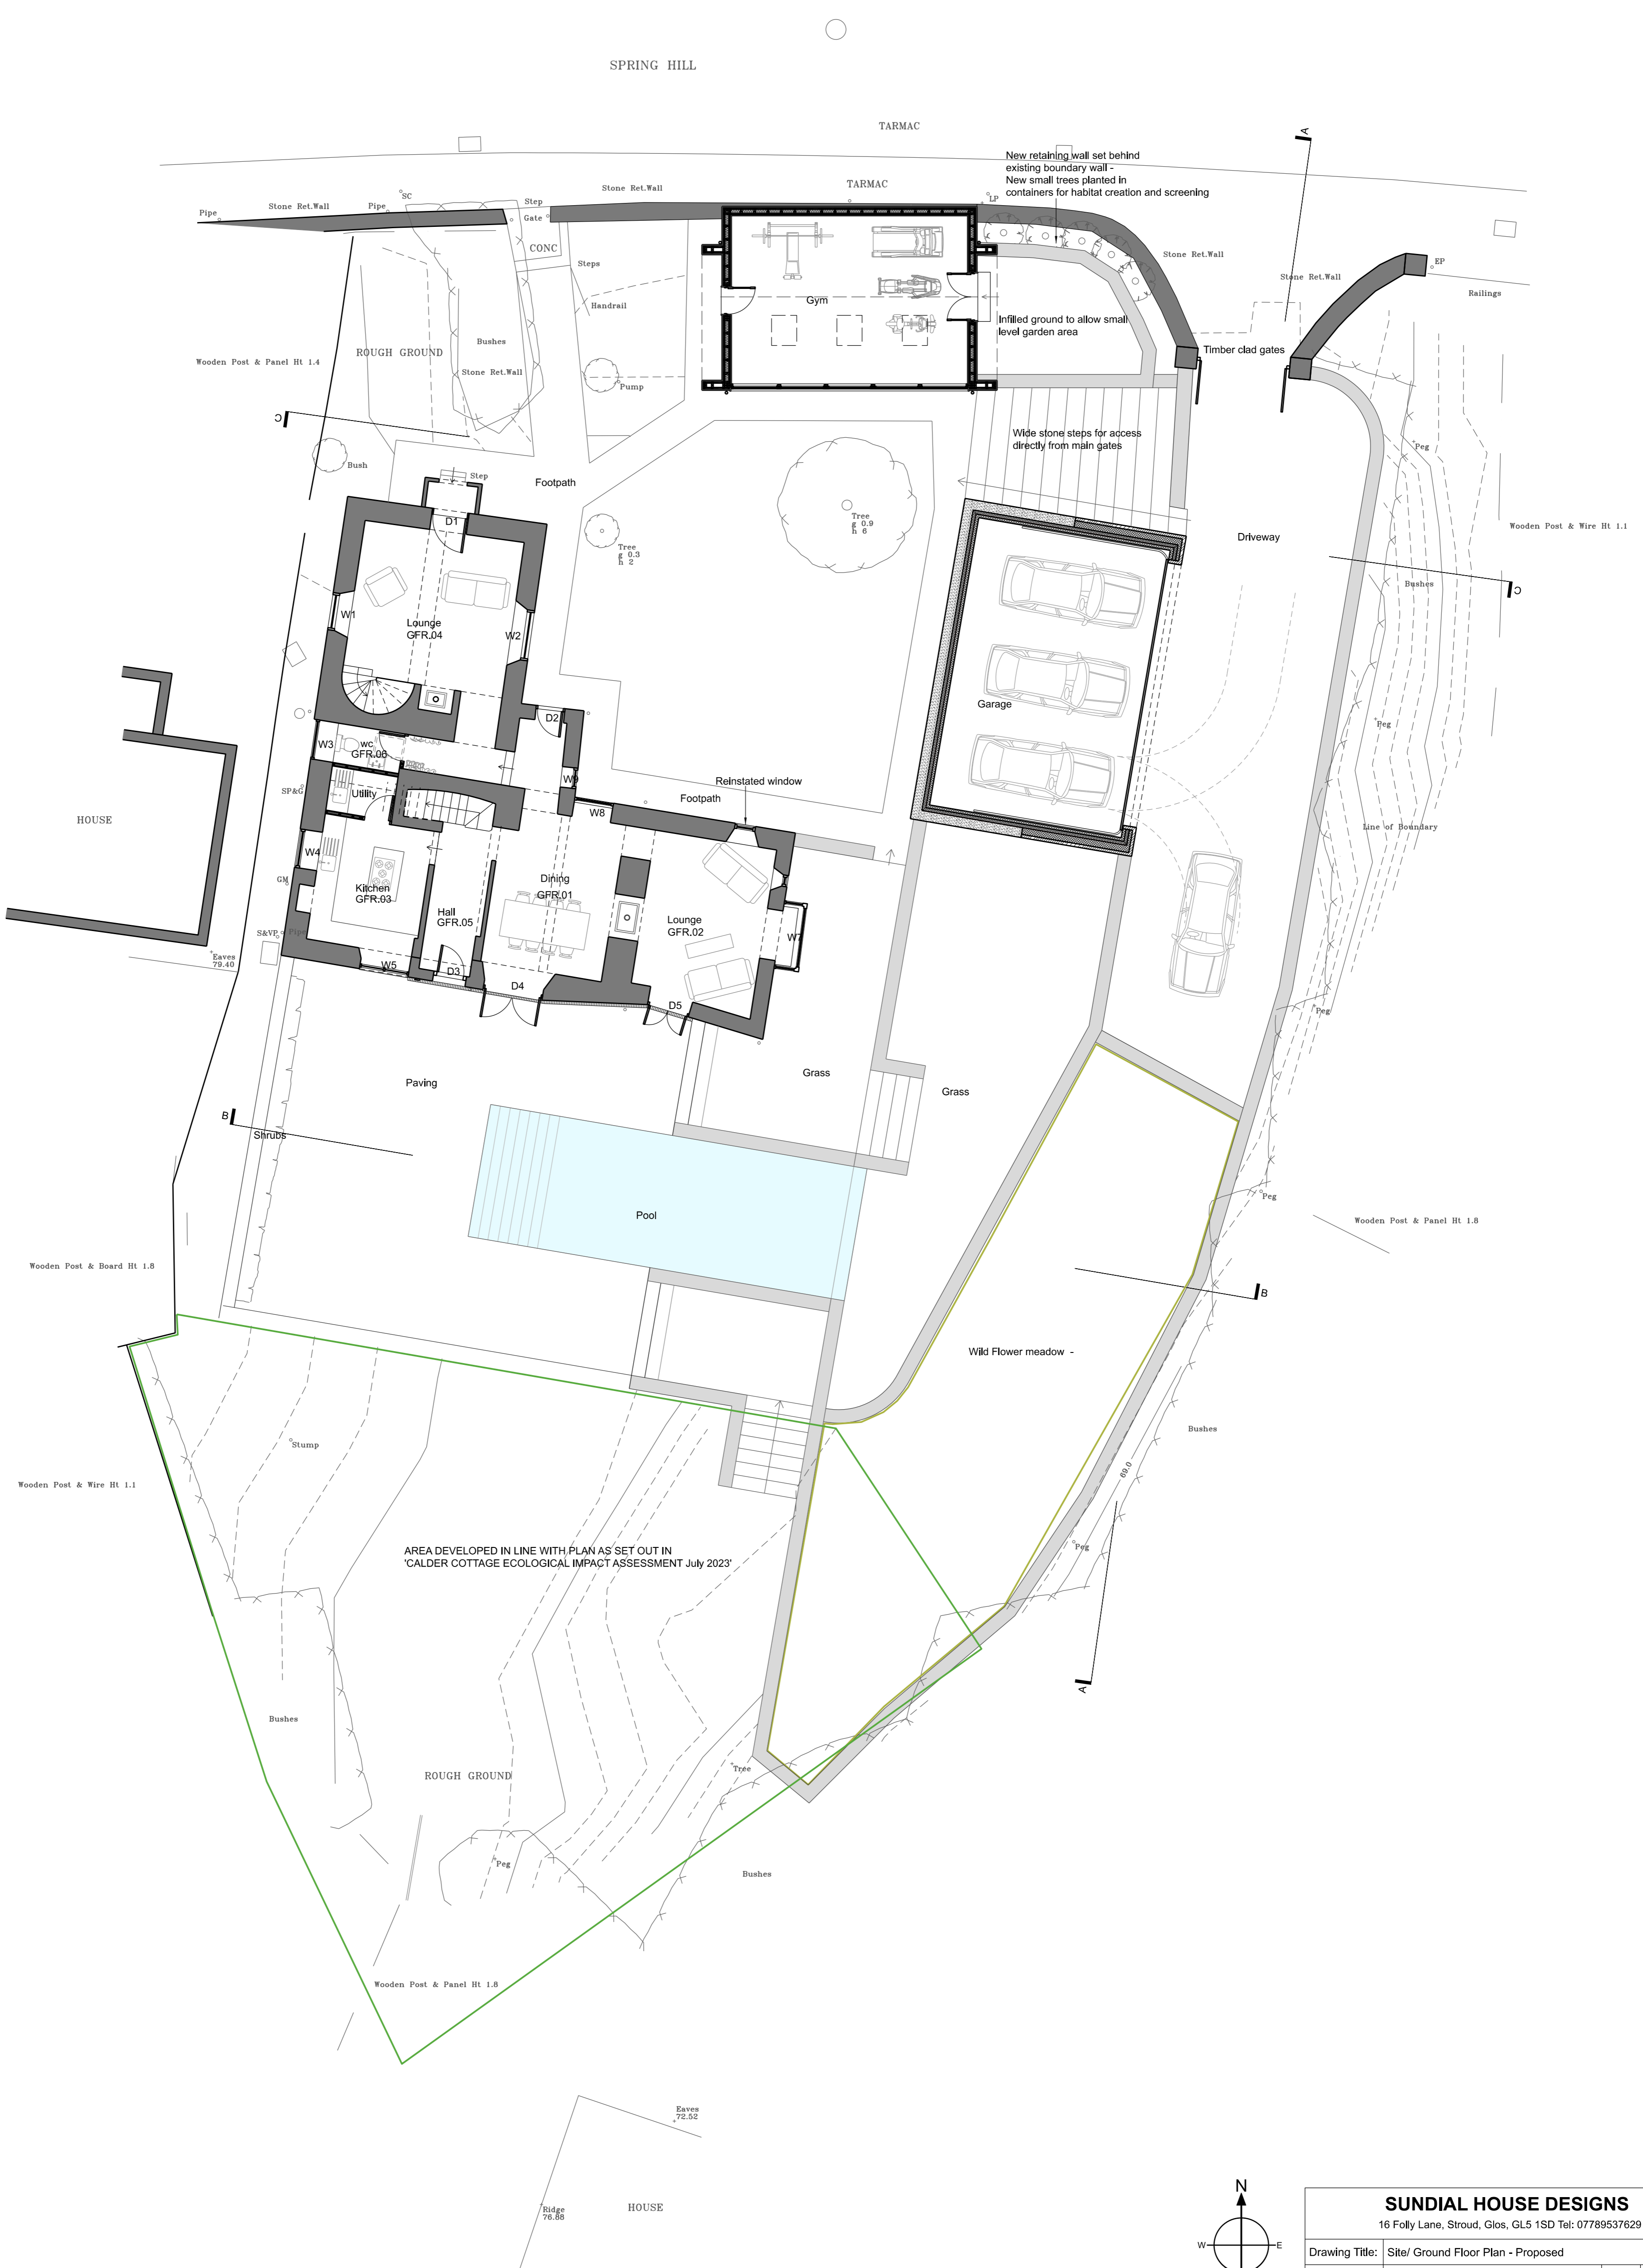 SPRING HILL
TARMAC
New retaining wall set behind
existing boundary wall -
New small trees planted in
containers for habitat creation and screening
A
TARMAC
Stone Ret.Wall
SC
LP
Step
Stone Ret.Wall
Pipe
Pipe
Gate
CONC
Stone Ret.Wall
EP
Steps
Stone Ret.Wall
Railings
Handrail
Gym
Infilled ground to allow small
level garden area
Bushes
ROUGH GROUND
Timber clad gates
Wooden Post & Panel Ht 1.4
Stone Ret.Wall
Pump
C
Wide stone steps for access
directly from main gates
Peg
Bush
Step
Footpath
D1
Tree
g 0.9
h 6
Wooden Post & Wire Ht 1.1
Driveway
Tree
g 0.3
h 2
Bushes
C
W1
Lounge
GFR.04
W2
Garage
D2
Peg
W3
wc
GFR.06
W9
Reinstated window
SP&G
Utility
Footpath
W8
HOUSE
Line of Boundary
W4
GM
Kitchen
GFR.03
Dining
GFR.01
Hall
GFR.05
Lounge
GFR.02
S&VP
Pipe
W7
Eaves
79.40
W5
D3
D4
D5
Peg
Grass
Paving
Grass
B
Shrubs
Peg
Pool
Wooden Post & Panel Ht 1.8
Wooden Post & Board Ht 1.8
B
Wild Flower meadow -
Bushes
Stump
69.0
Wooden Post & Wire Ht 1.1
AREA DEVELOPED IN LINE WITH PLAN AS SET OUT IN
'CALDER COTTAGE ECOLOGICAL IMPACT ASSESSMENT July 2023'
Peg
A
Bushes
Tree
ROUGH GROUND
Peg
Bushes
Wooden Post & Panel Ht 1.8
Eaves
72.52
Ridge
76.88
HOUSE
N
W
E
SUNDIAL HOUSE DESIGNS
16 Folly Lane, Stroud, Glos, GL5 1SD Tel: 07789537629
Drawing Title: Site/ Ground Floor Plan - Proposed